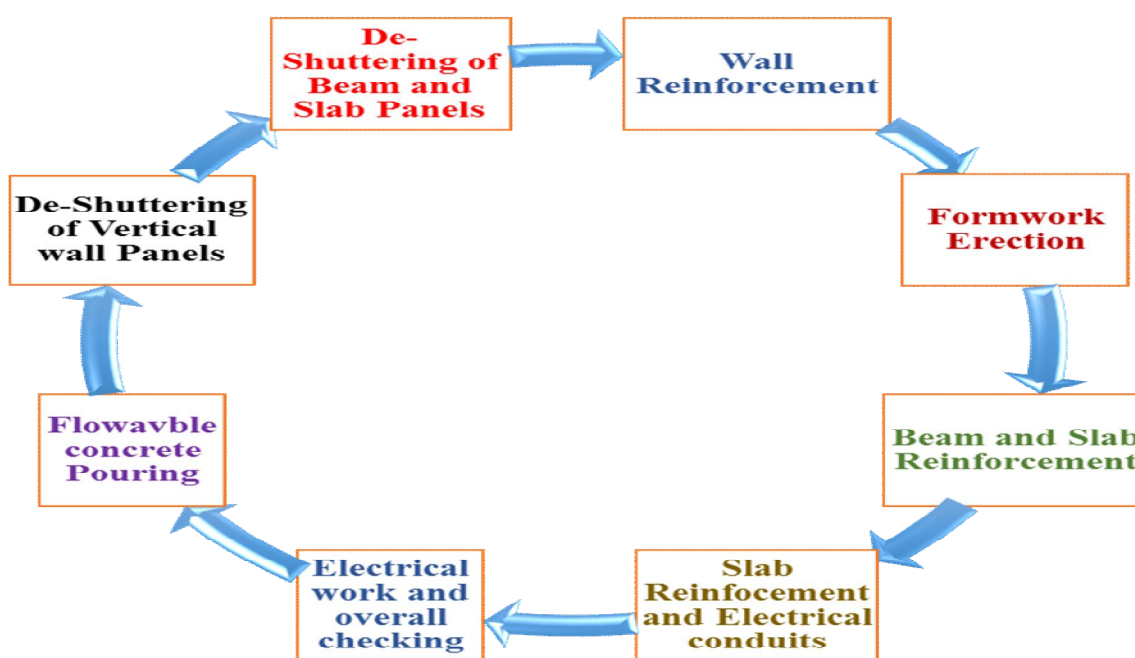 De-
Shuttering of
Beam and
Slab Panels
Wall
Reinforcement
Formwork
Erection
Beam and Slab
Reinforcement
Slab
Reinfocement
and Electrical
conduits
Electrical
work and
overall
checking
Flowavble
concrete
Pouring
De-Shuttering
of Vertical
wall Panels